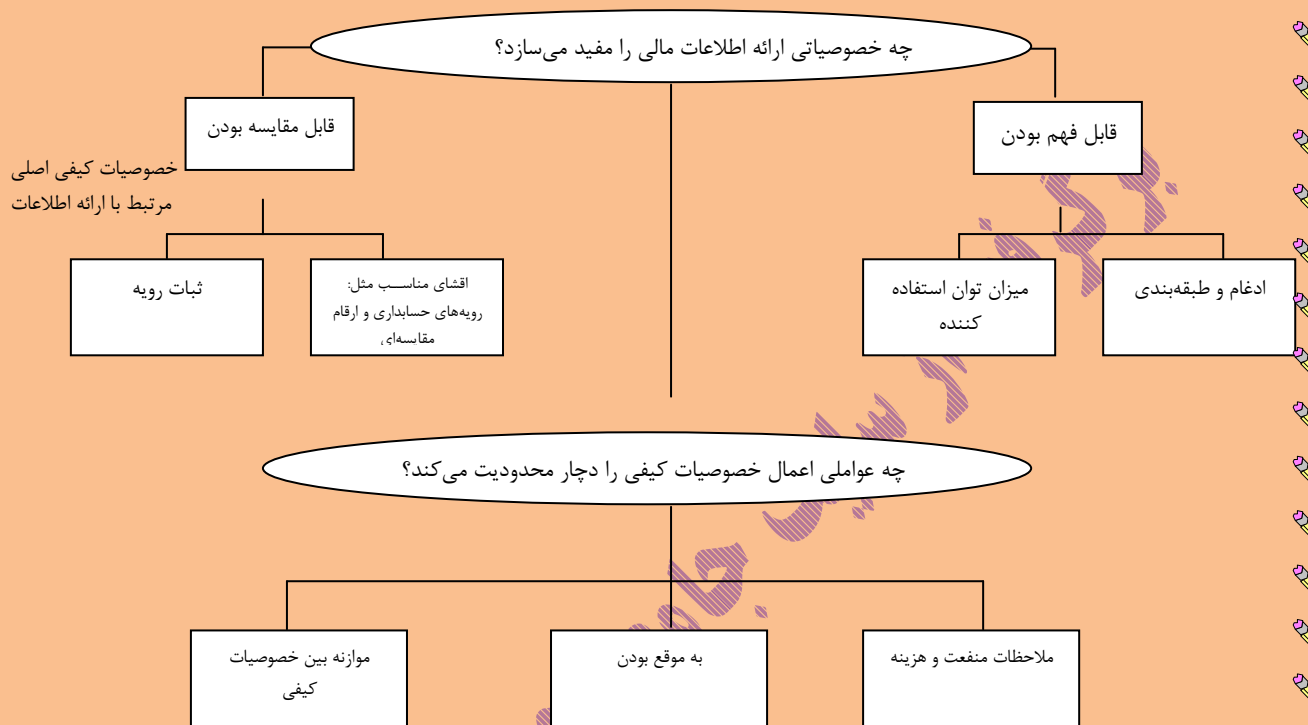 چه خصوصیاتی ارائه اطلاعات مالی را مفید می‌سازد؟
قابل فهم بودن
قابل مقایسه بودن
خصوصیات کیفی اصلی
مرتبط با ارائه اطلاعات
ادغام و طبقه‌بندی
میزان توان استفاده
کننده
اقشای مناسب مثل:
رویه‌های حسابداری و ارقام
مقایسه‌ای
ثبات رویه
چه عواملی اعمال خصوصیات کیفی را دچار محدودیت می‌کند؟
ملاحظات منفعت و هزینه
به موقع بودن
موازنه بین خصوصیات
کیفی